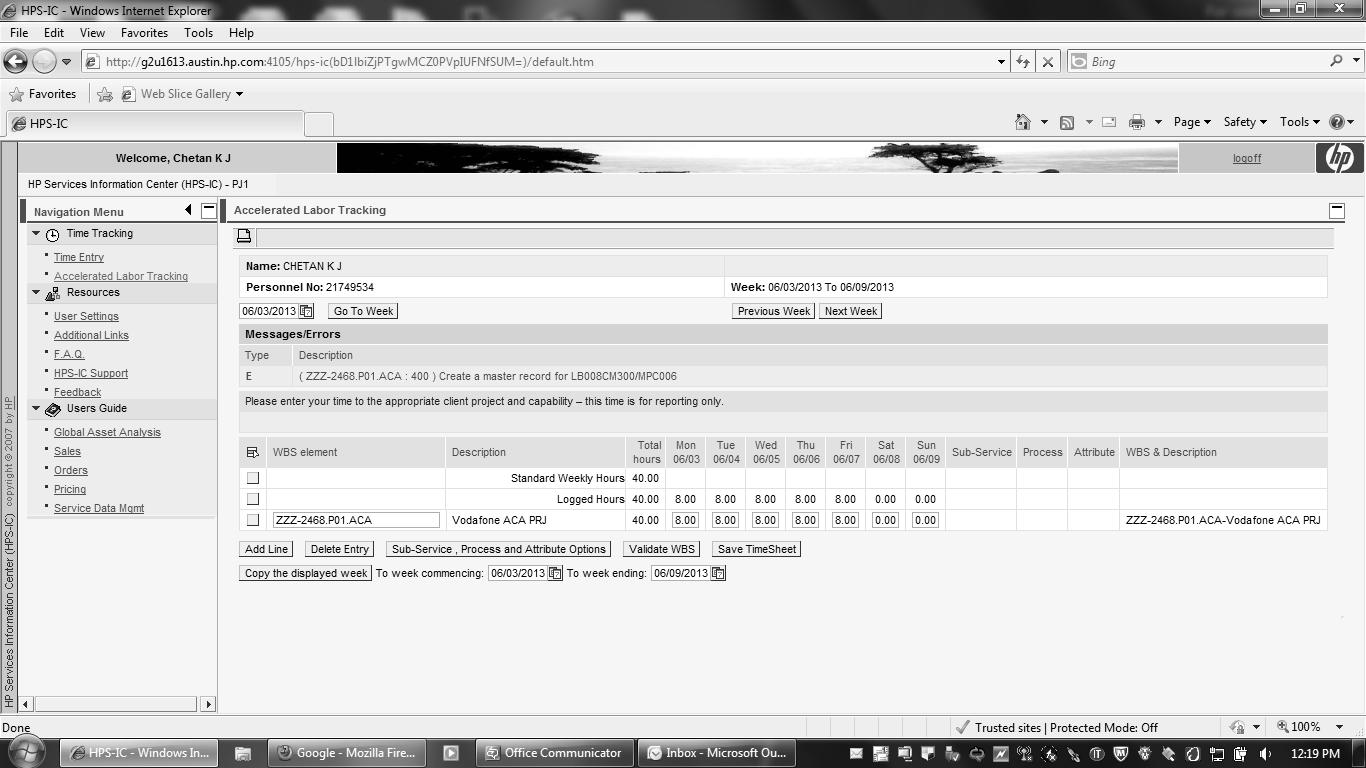 HPS-IC - Windows Internet Explorer
File Edit View Favorites Tools Help
http://g2u1613.austin.hp.com:4105/hps-ic(bD1lbiZjPTgwMCZ0PVpIUFNfSUM=)/default.htm Bing
Favorites Web Slice Gallery
HPS-IC Page Safety Tools
Welcome, Chetan K J logoff hp
HP Services Information Center (HPS-IC) - PJ1
Navigation Menu
Time Tracking
Time Entry
Accelerated Labor Tracking
Resources
User Settings
Additional Links
F.A.Q.
HPS-IC Support
Feedback
Users Guide
Global Asset Analysis
Sales
Orders
Pricing
Service Data Mgmt
HP Services Information Center (HPS-IC) copyright © 2007 by HP
Accelerated Labor Tracking
Name: CHETAN K J
Personnel No: 21749534 Week: 06/03/2013 To 06/09/2013
06/03/2013 Go To Week Previous Week Next Week
Messages/Errors
Type Description
E ( ZZZ-2468.P01.ACA : 400 ) Create a master record for LB008CM300/MPC006
Please enter your time to the appropriate client project and capability – this time is for reporting only.
WBS element Description Total hours Mon 06/03 Tue 06/04 Wed 06/05 Thu 06/06 Fri 06/07 Sat 06/08 Sun 06/09 Sub-Service Process Attribute WBS & Description
Standard Weekly Hours 40.00
Logged Hours 40.00 8.00 8.00 8.00 8.00 8.00 0.00 0.00
ZZZ-2468.P01.ACA Vodafone ACA PRJ 40.00 8.00 8.00 8.00 8.00 8.00 0.00 0.00 ZZZ-2468.P01.ACA-Vodafone ACA PRJ
Add Line Delete Entry Sub-Service , Process and Attribute Options Validate WBS Save TimeSheet
Copy the displayed week To week commencing: 06/03/2013 To week ending: 06/09/2013
Done Trusted sites | Protected Mode: Off 100%
HPS-IC - Windows In... Google - Mozilla Fire... Office Communicator Inbox - Microsoft Ou... 12:19 PM